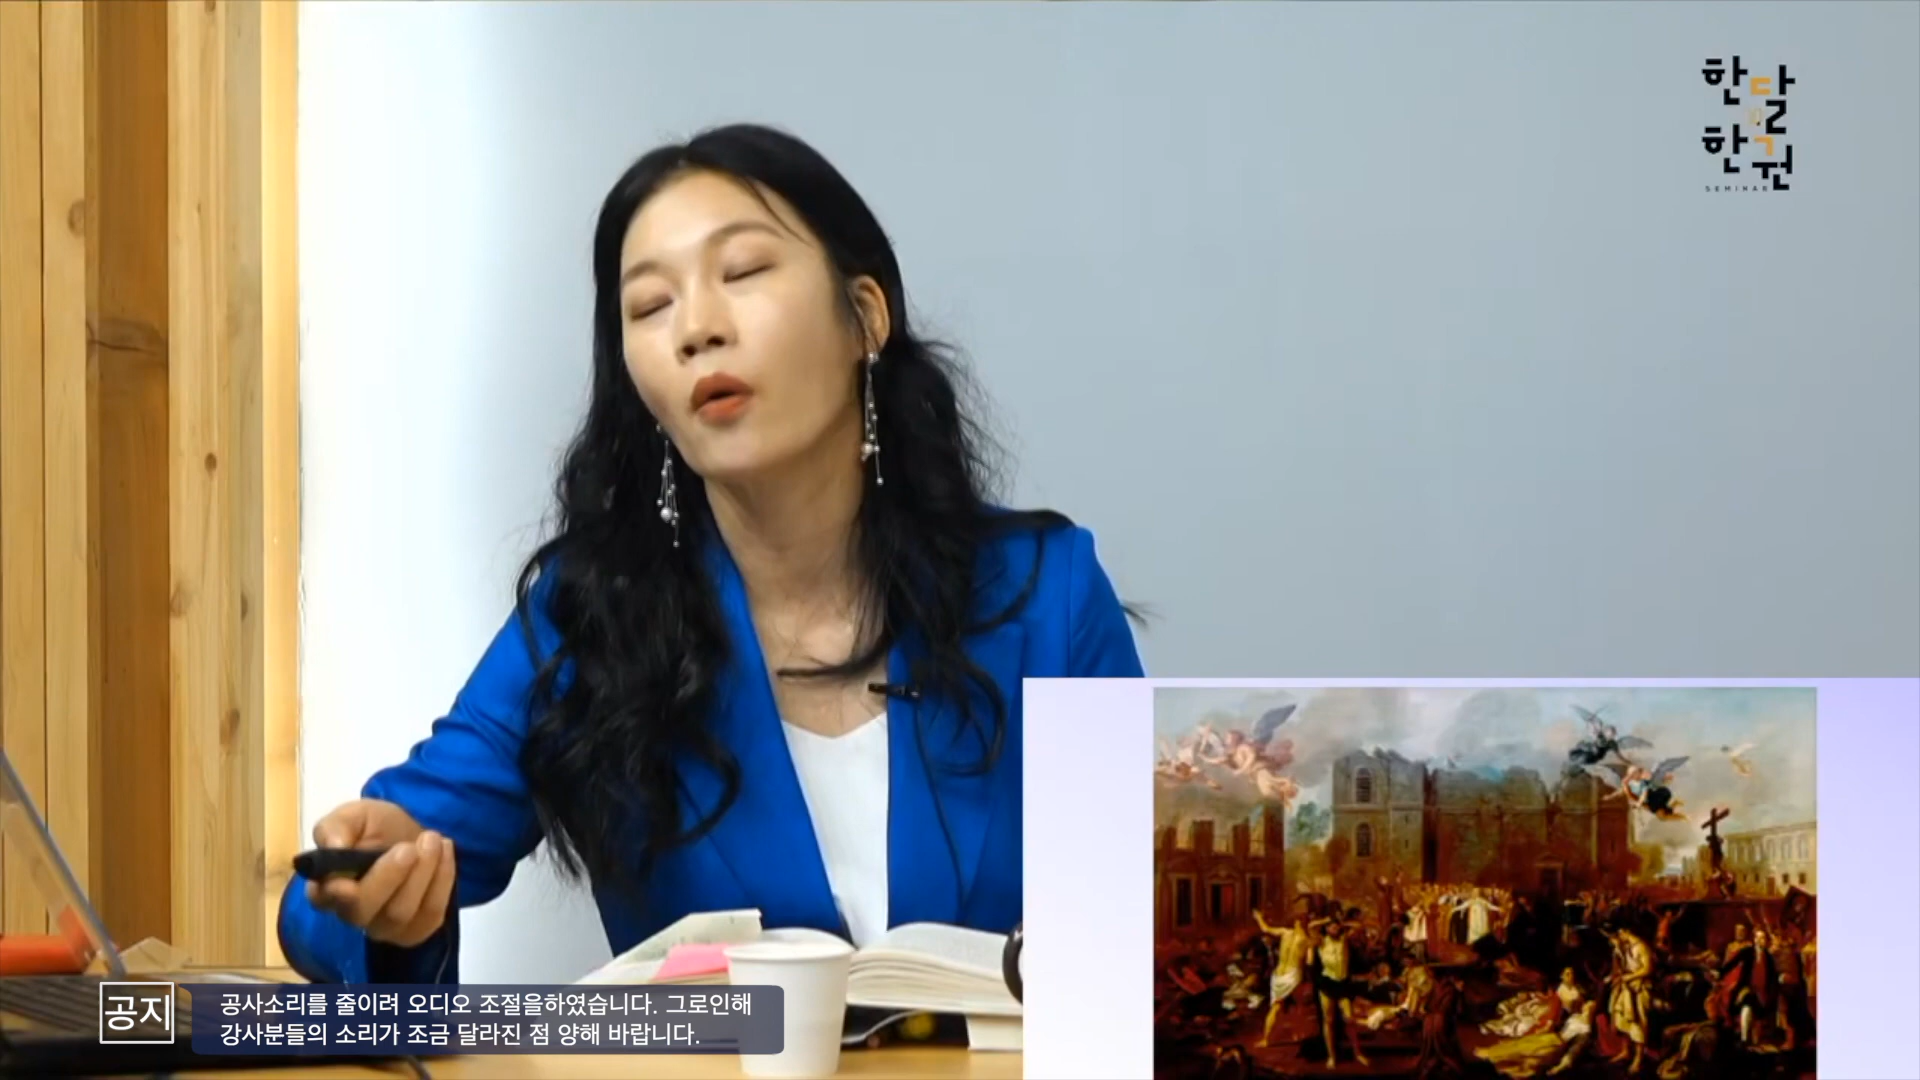 한달
한권
SEMINAR
공지
공사소리를 줄이려 오디오 조절을하였습니다. 그로인해
강사분들의 소리가 조금 달라진 점 양해 바랍니다.